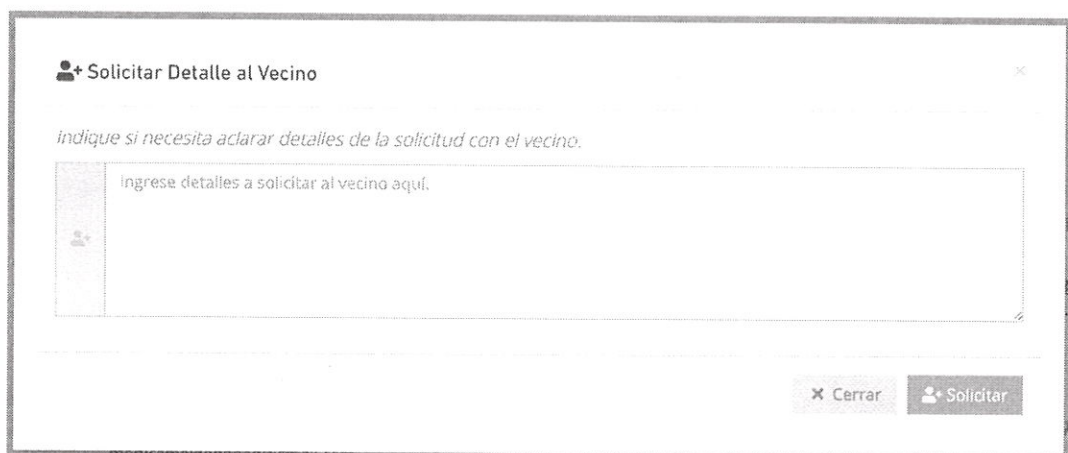 Solicitar Detalle al Vecino
×
Indique si necesita aclarar detalles de la solicitud con el vecino.
Ingrese detalles a solicitar al vecino aquí.
× Cerrar
Solicitar